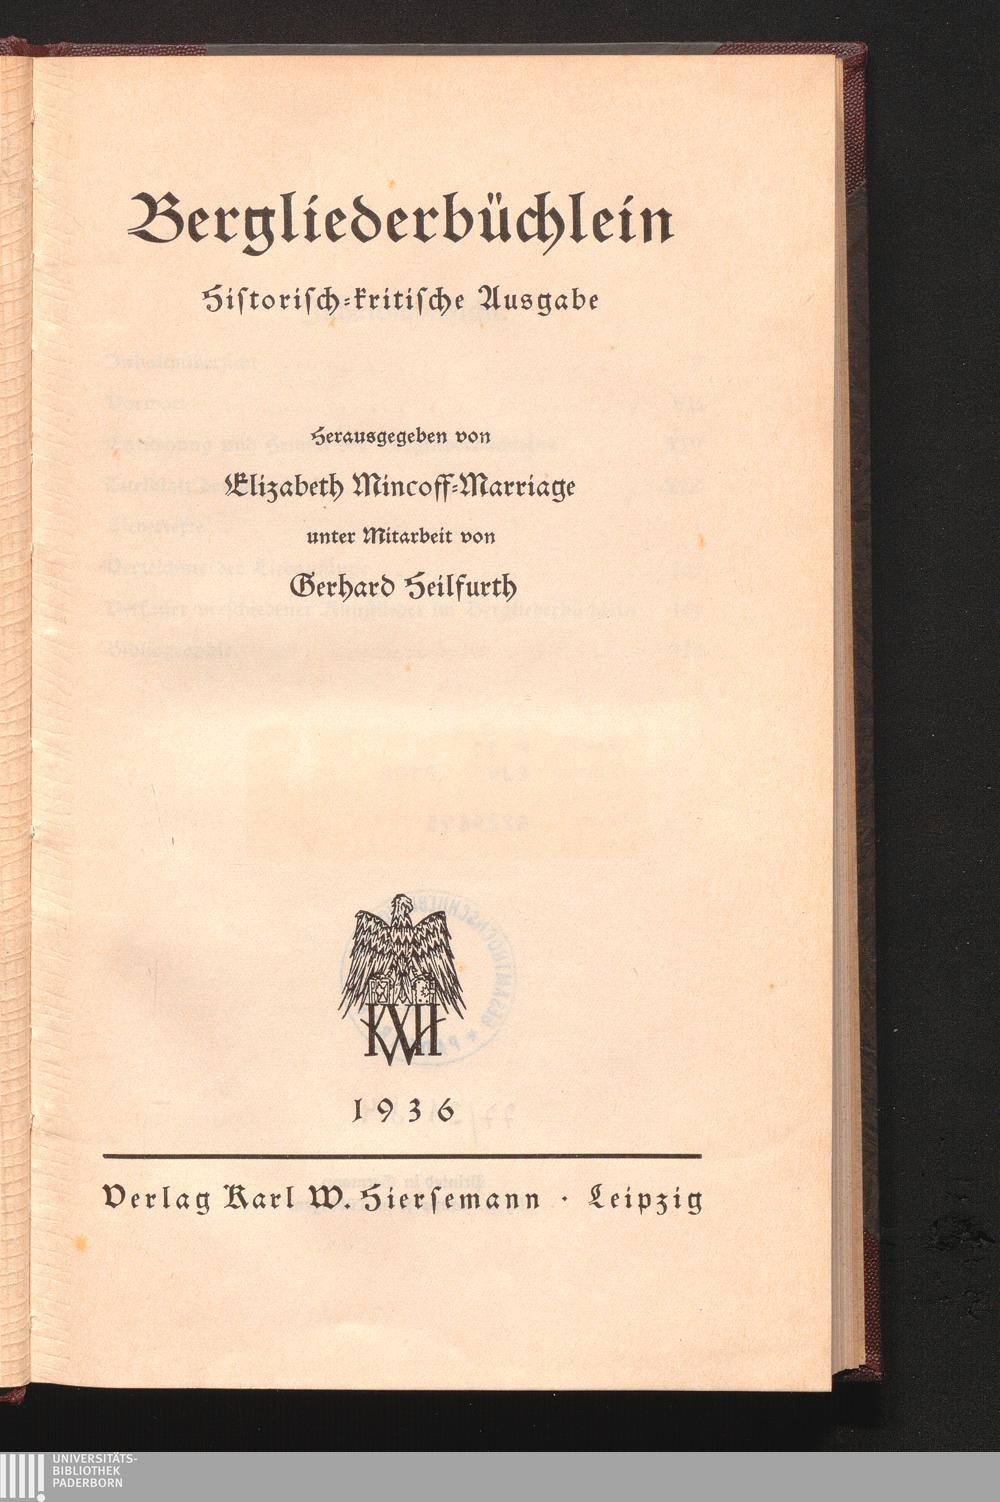 Bergliederbüchlein
Historisch-kritische Ausgabe
Herausgegeben von
Elizabeth Mincoff-Marriage
unter Mitarbeit von
Gerhard Heilfurth
KWH
1936
Verlag Karl W. Hiersemann · Leipzig
UNIVERSITÄTS-
BIBLIOTHEK
PADERBORN